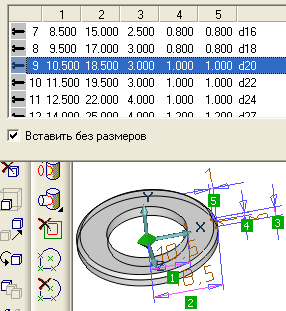 1 2 3 4 5
7 8.500 15.000 2.500 0.800 0.800 d16
8 9.500 17.000 3.000 0.800 0.800 d18
9 10.500 18.500 3.000 1.000 1.000 d20
10 11.500 19.500 3.000 1.000 1.000 d22
11 12.500 22.000 4.000 1.000 1.000 d24
Вставить без размеров
Y
X
5
4
3
1
8,5
2